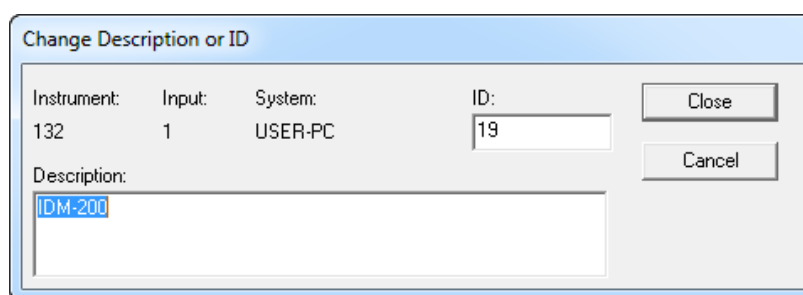 Change Description or ID
Instrument: Input: System: ID:
132 1 USER-PC 19
Close
Cancel
Description:
IDM-200